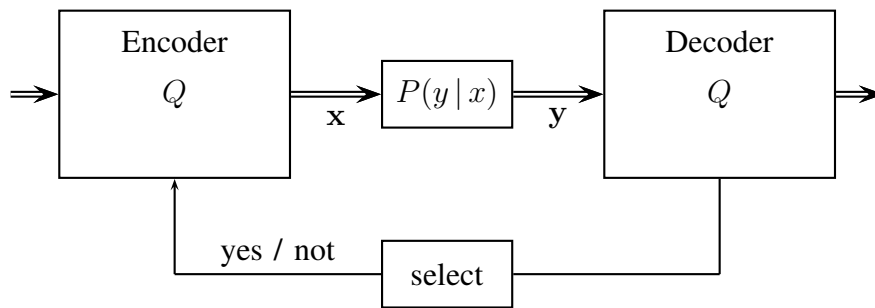 Encoder
Q
x
P(y | x)
y
Decoder
Q
yes / not
select